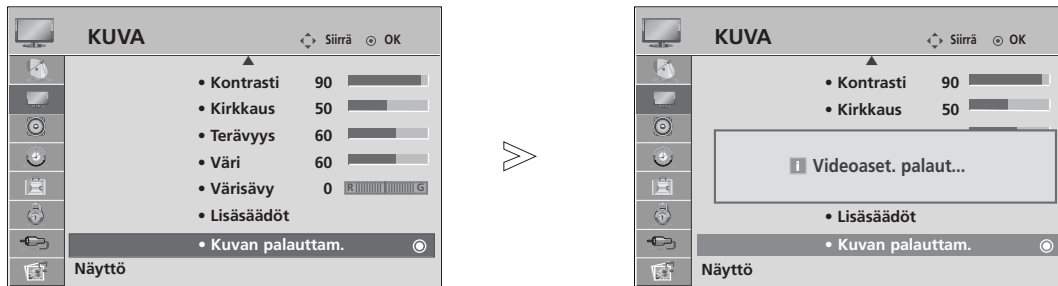 KUVA Siirrä OK
• Kontrasti 90
• Kirkkaus 50
• Terävyys 60
• Väri 60
• Värisävy 0 R G
• Lisäsäädöt
• Kuvan palauttam.
Näyttö
KUVA Siirrä OK
• Kontrasti 90
• Kirkkaus 50
i Videoaset. palaut...
• Lisäsäädöt
• Kuvan palauttam.
Näyttö